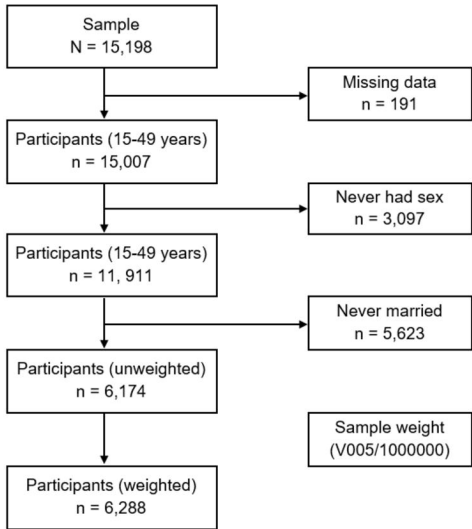 Sample
N = 15,198
Missing data
n = 191
Participants (15-49 years)
n = 15,007
Never had sex
n = 3,097
Participants (15-49 years)
n = 11, 911
Never married
n = 5,623
Participants (unweighted)
n = 6,174
Sample weight
(V005/1000000)
Participants (weighted)
n = 6,288